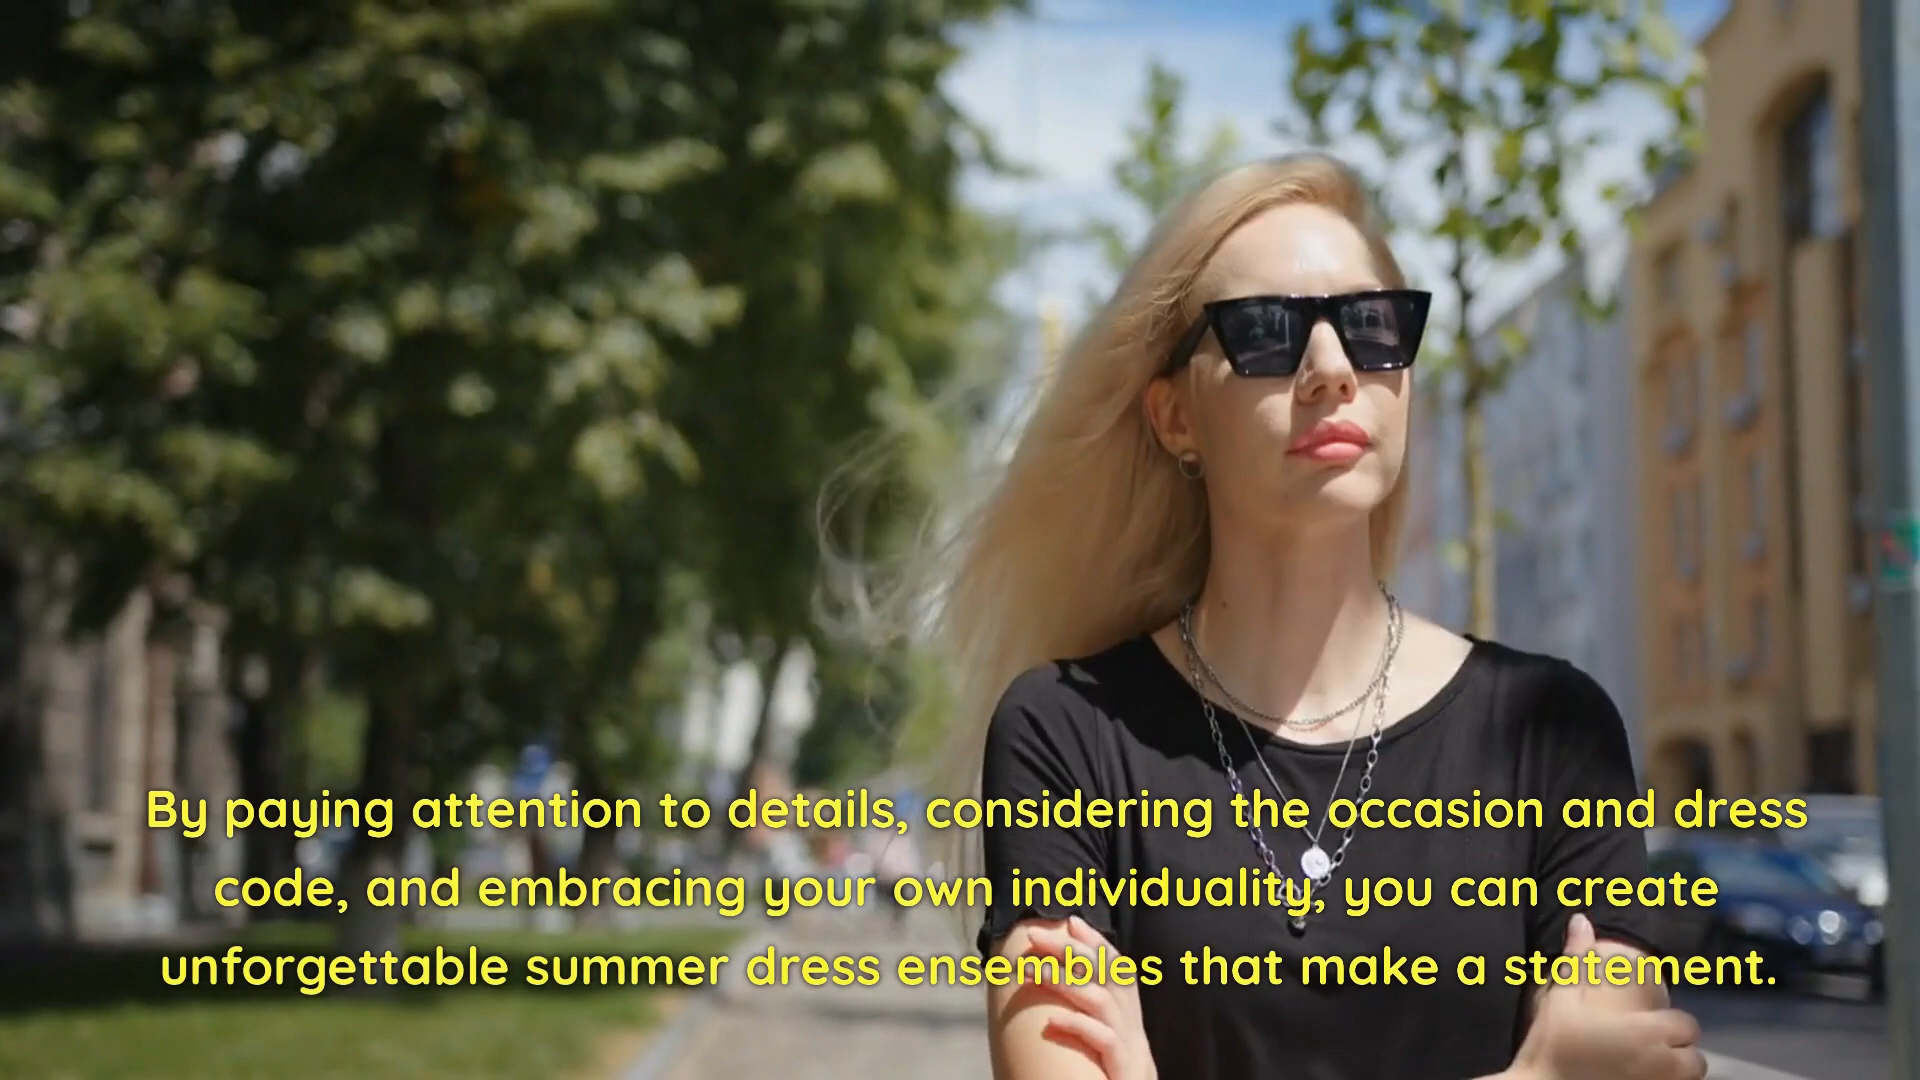 By paying attention to details, considering the occasion and dress
code, and embracing your own individuality, you can create
unforgettable summer dress ensembles that make a statement.